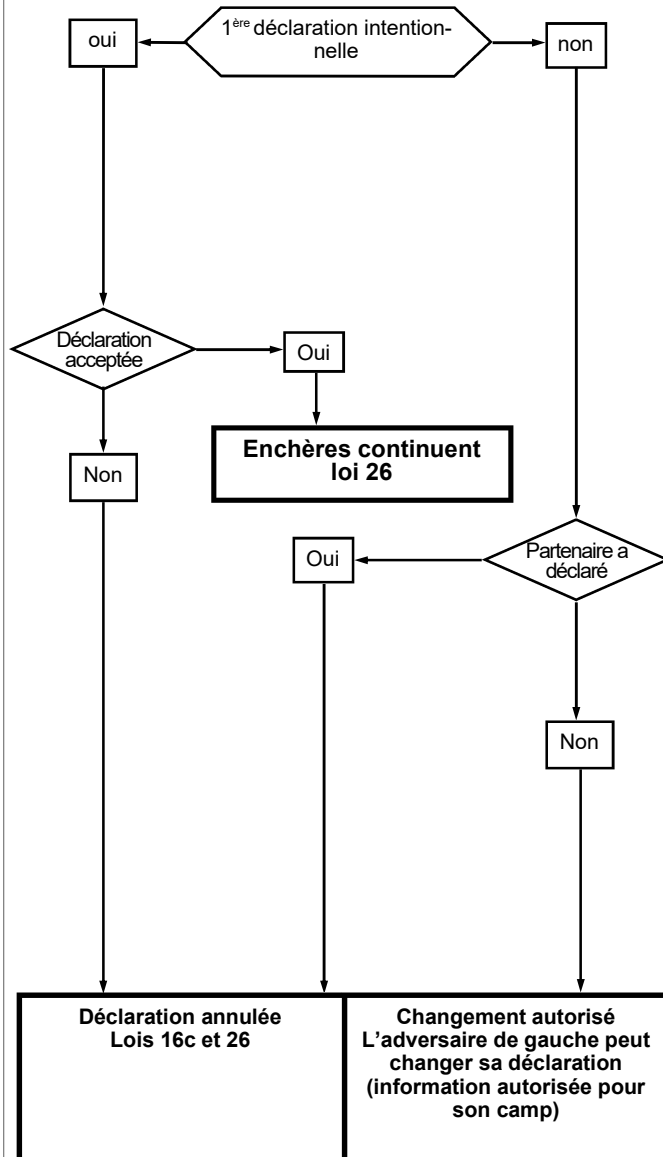 oui
1ère déclaration intention-
nelle
non
Déclaration
acceptée
Oui
Enchères continuent
loi 26
Non
Oui
Partenaire a
déclaré
Non
Déclaration annulée
Lois 16c et 26
Changement autorisé
L’adversaire de gauche peut
changer sa déclaration
(information autorisée pour
son camp)